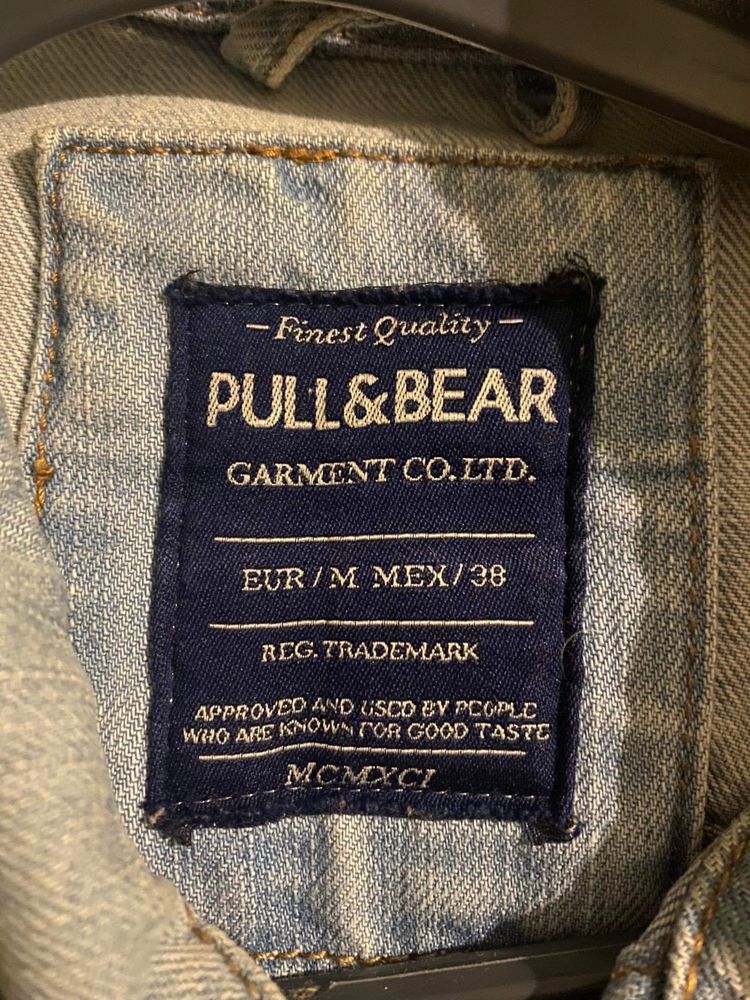 – Finest Quality –
PULL&BEAR
GARMENT CO. LTD.
EUR / M MEX / 38
REG. TRADEMARK
APPROVED AND USED BY PEOPLE
WHO ARE KNOWN FOR GOOD TASTE
MCMXCI